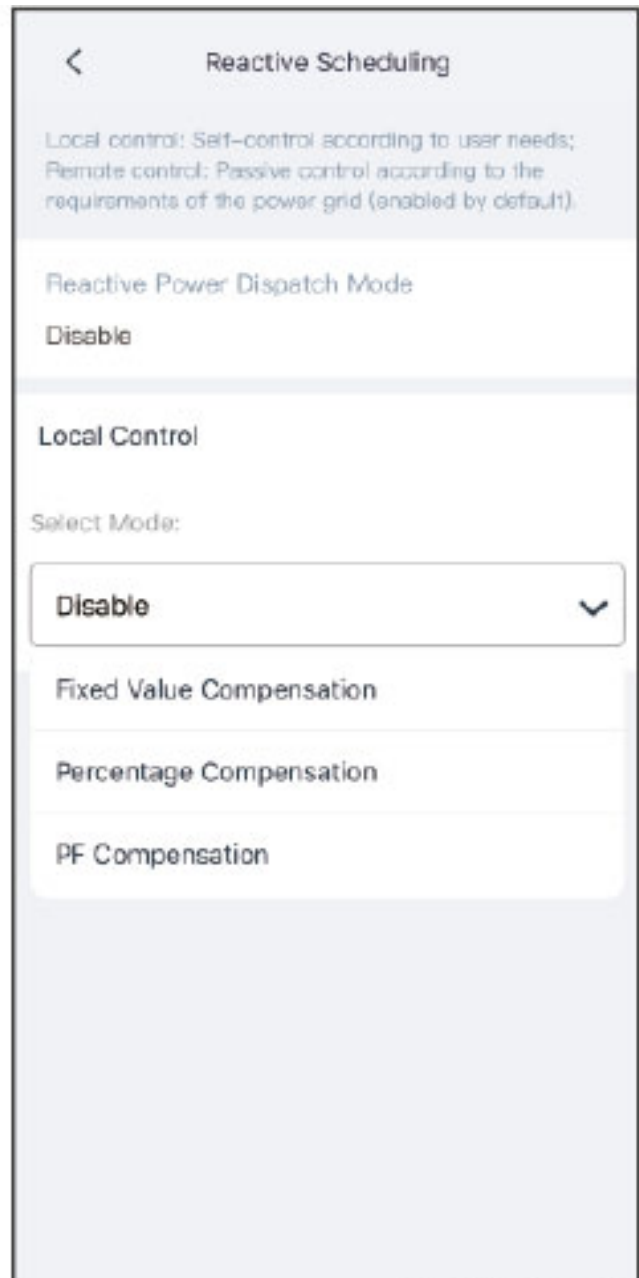 Reactive Scheduling
Local control: Self-control according to user needs;
Remote control: Passive control according to the
requirements of the power grid (enabled by default).
Reactive Power Dispatch Mode
Disable
Local Control
Select Mode:
Disable
Fixed Value Compensation
Percentage Compensation
PF Compensation